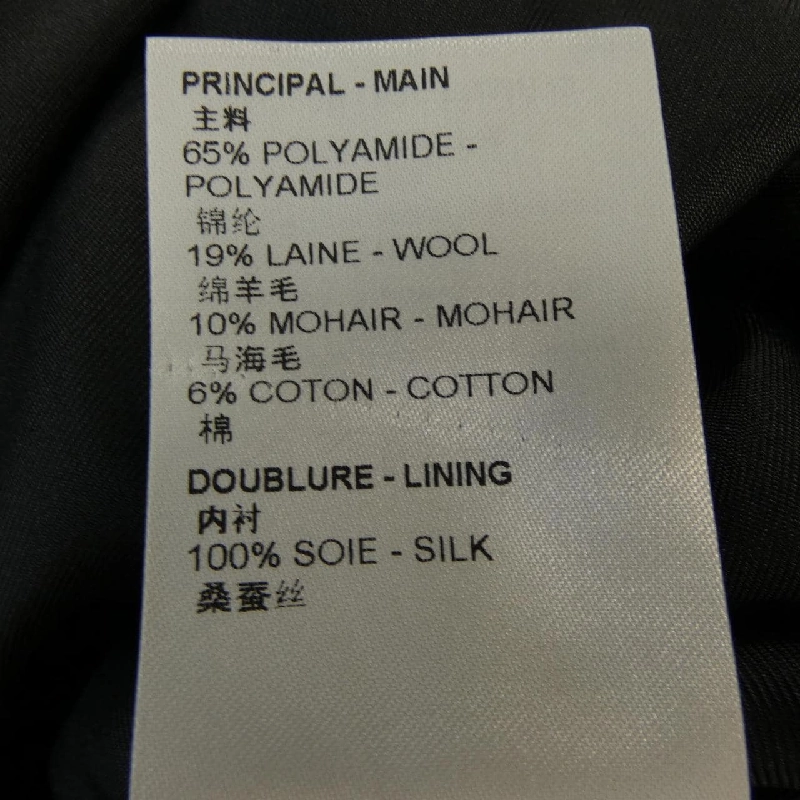 PRINCIPAL - MAIN
主料
65% POLYAMIDE -
POLYAMIDE
锦纶
19% LAINE - WOOL
绵羊毛
10% MOHAIR - MOHAIR
马海毛
6% COTON - COTTON
棉
DOUBLURE - LINING
内衬
100% SOIE - SILK
桑蚕丝